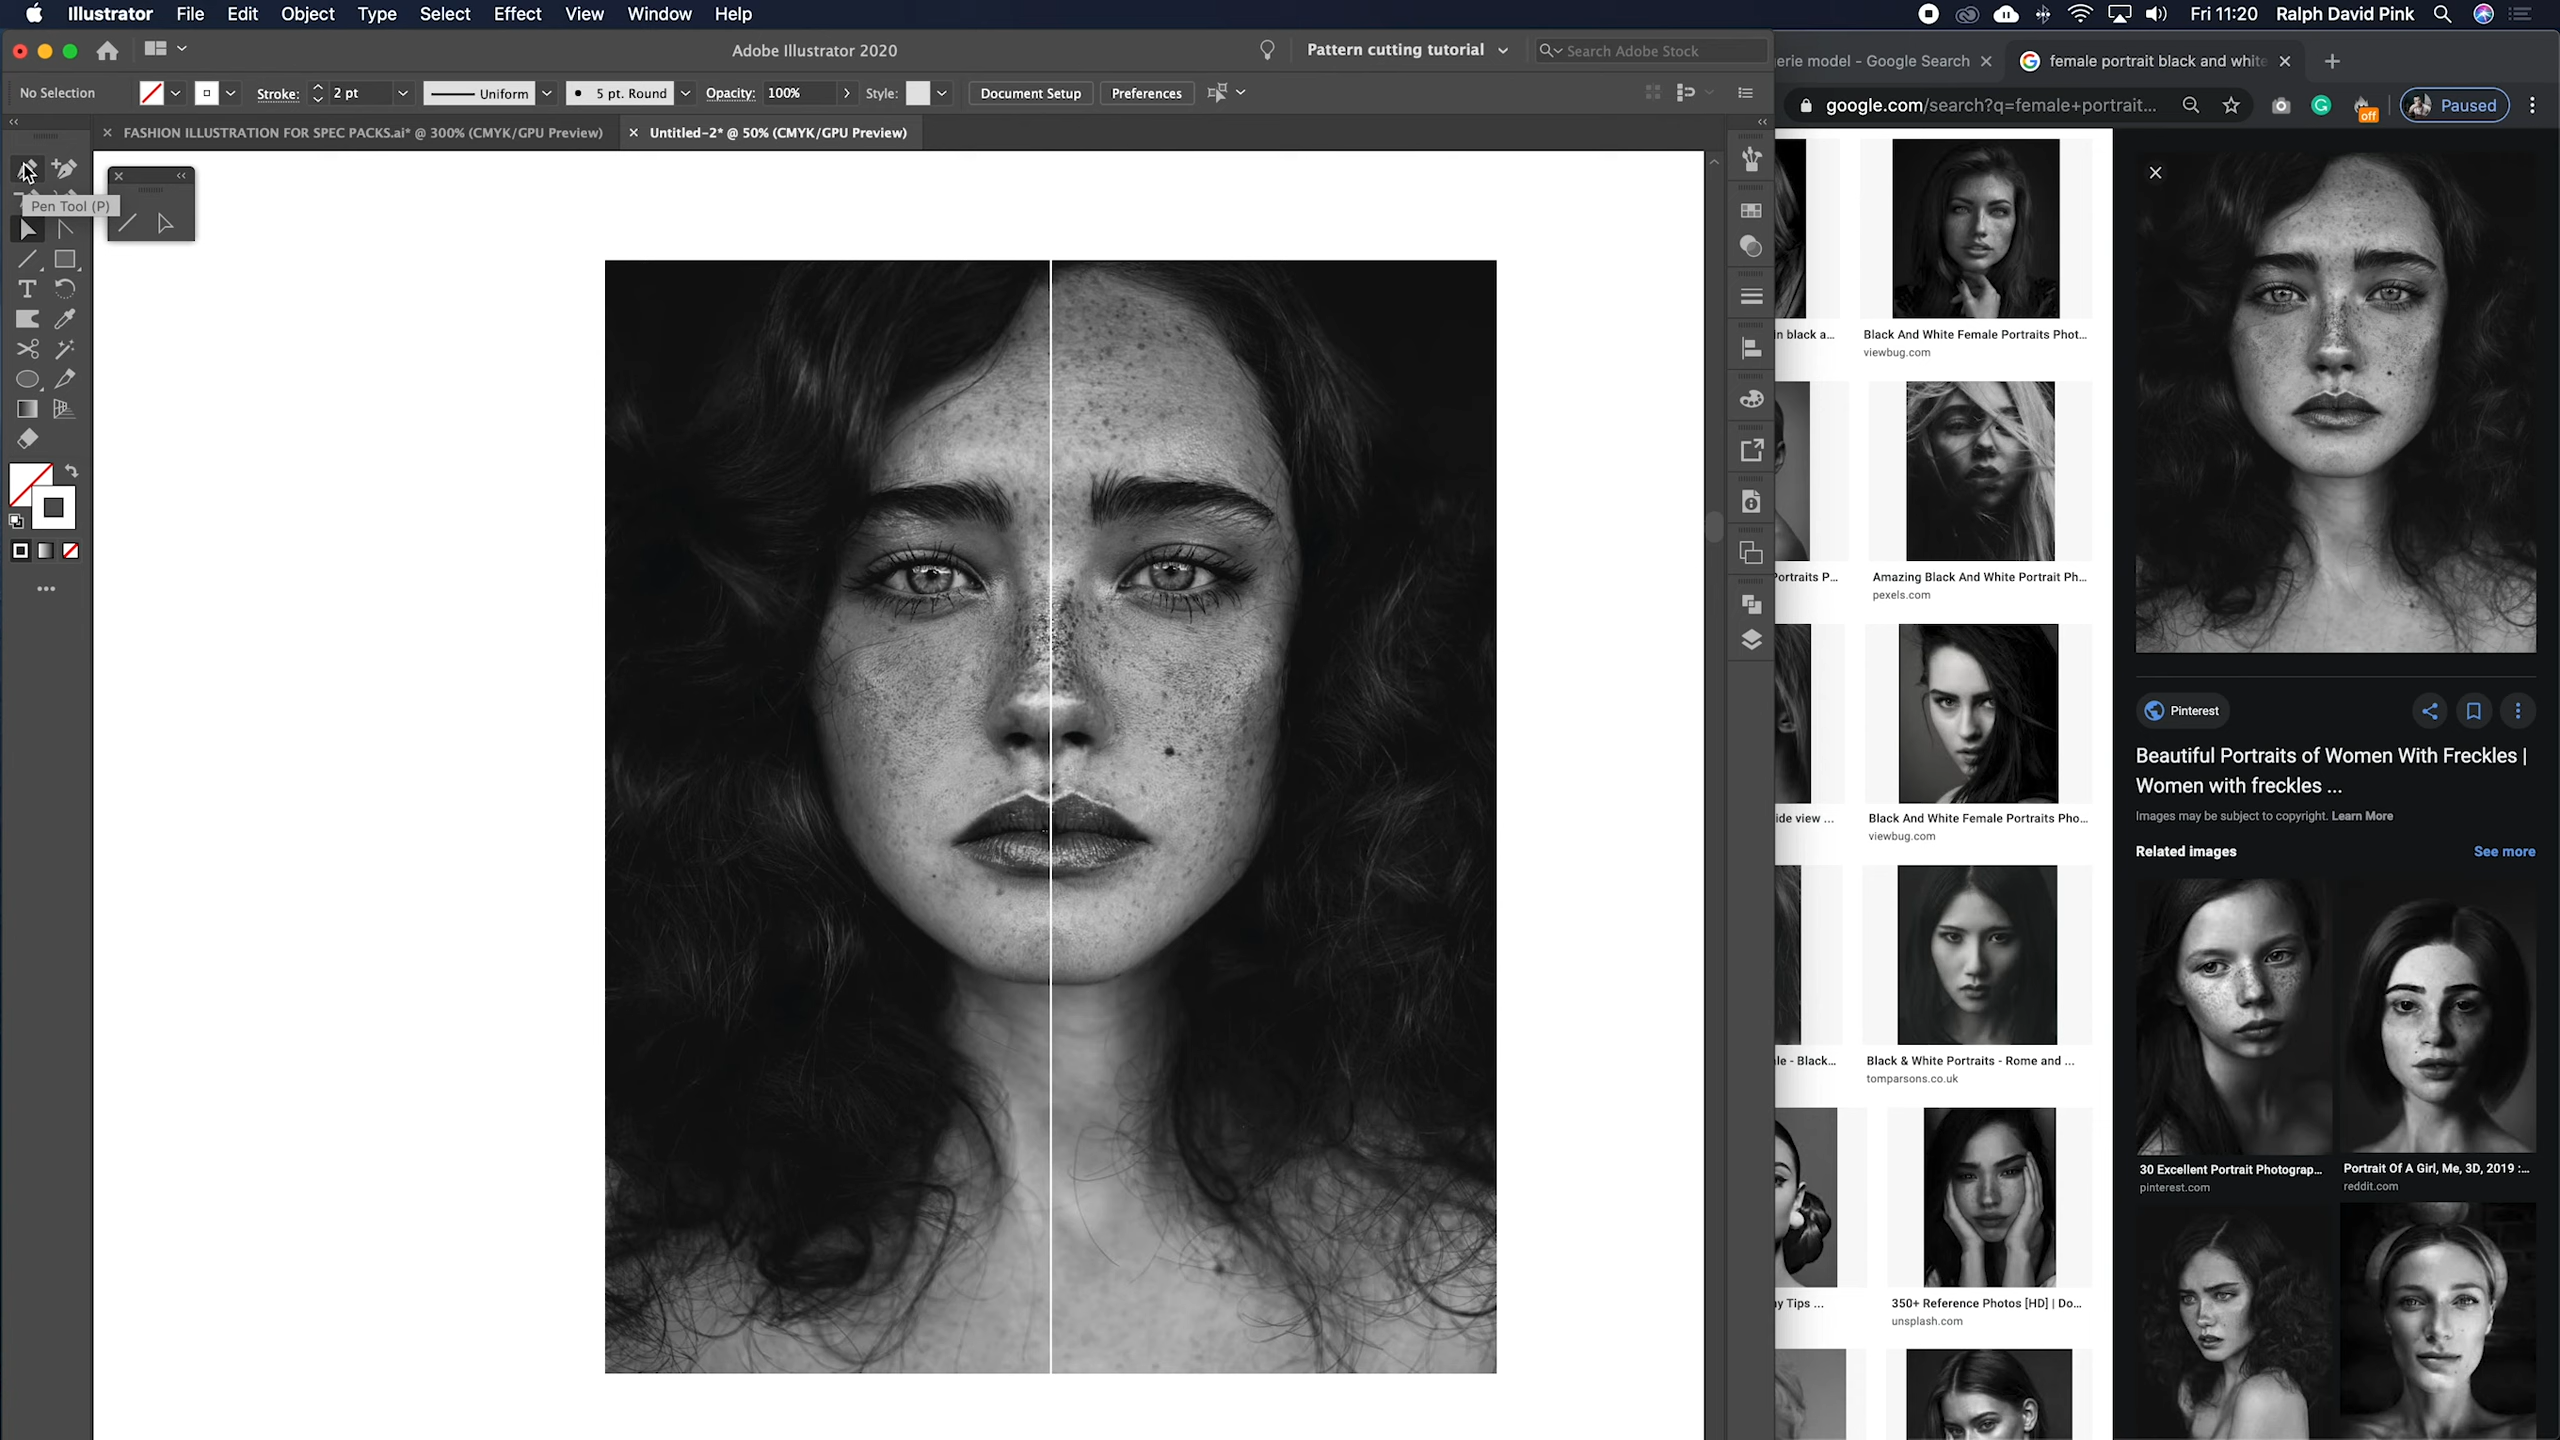 Illustrator File Edit Object Type Select Effect View Window Help
Fri 11:20 Ralph David Pink
Adobe Illustrator 2020
Pattern cutting tutorial
Search Adobe Stock
No Selection
Stroke:
2 pt
Uniform
5 pt. Round
Opacity:
100%
Style:
Document Setup
Preferences
FASHION ILLUSTRATION FOR SPEC PACKS.ai* @ 300% (CMYK/GPU Preview)
Untitled-2* @ 50% (CMYK/GPU Preview)
Pen Tool (P)
T
erie model - Google Search
female portrait black and white
google.com/search?q=female+portrait...
off
Paused
in black a...
Black And White Female Portraits Phot...
viewbug.com
Portraits P...
Amazing Black And White Portrait Ph...
pexels.com
ide view ...
Black And White Female Portraits Pho...
viewbug.com
le - Black...
Black & White Portraits - Rome and ...
tomparsons.co.uk
y Tips ...
350+ Reference Photos [HD] | Do...
unsplash.com
Pinterest
Beautiful Portraits of Women With Freckles |
Women with freckles ...
Images may be subject to copyright. Learn More
Related images
See more
30 Excellent Portrait Photograp...
pinterest.com
Portrait Of A Girl, Me, 3D, 2019 :...
reddit.com